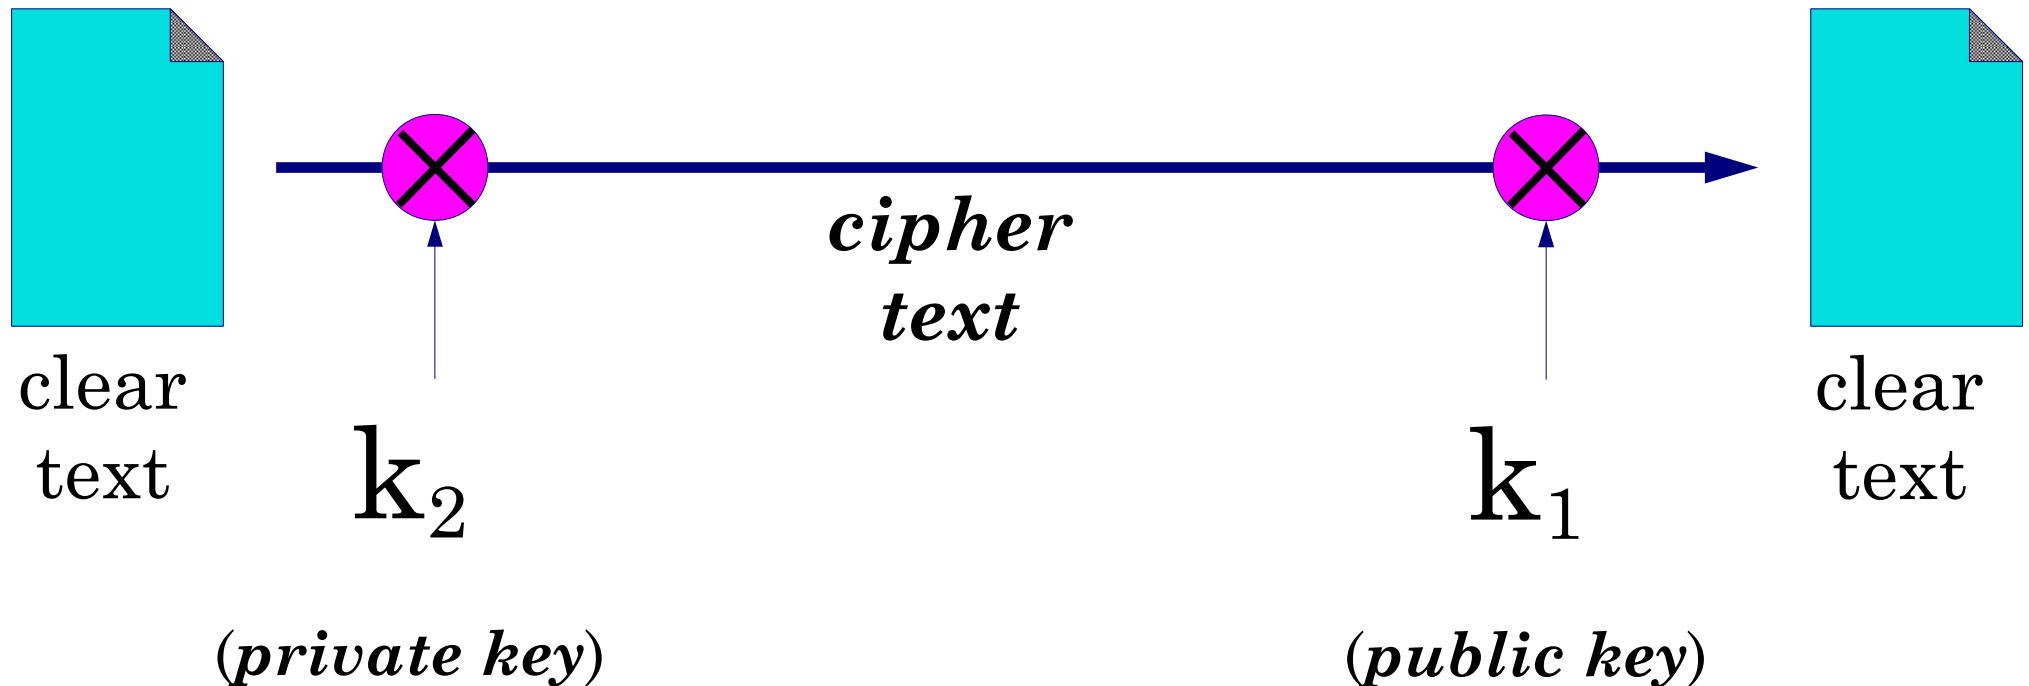 cipher
text
clear
text
clear
text
k₂
k₁
(private key)
(public key)